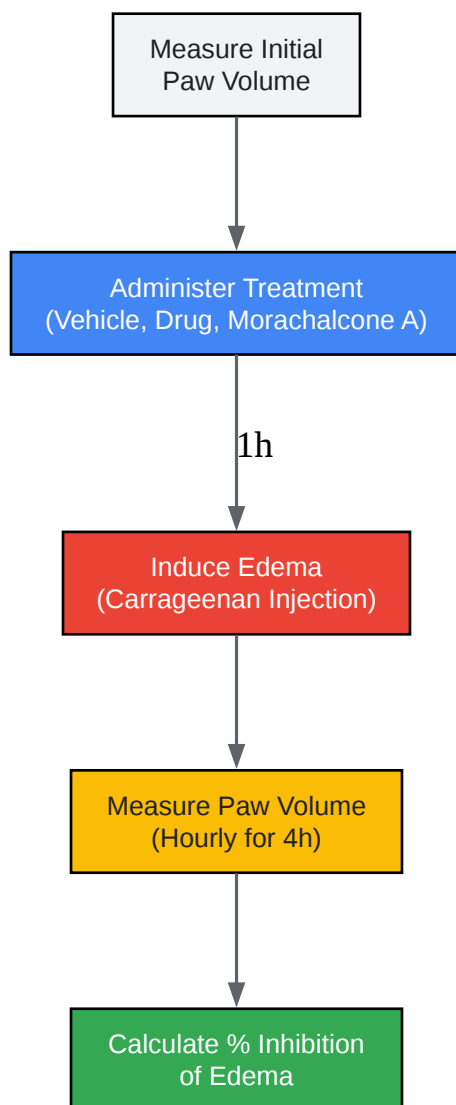 Measure Initial
Paw Volume
Administer Treatment
(Vehicle, Drug, Morachalcone A)
1h
Induce Edema
(Carrageenan Injection)
Measure Paw Volume
(Hourly for 4h)
Calculate % Inhibition
of Edema